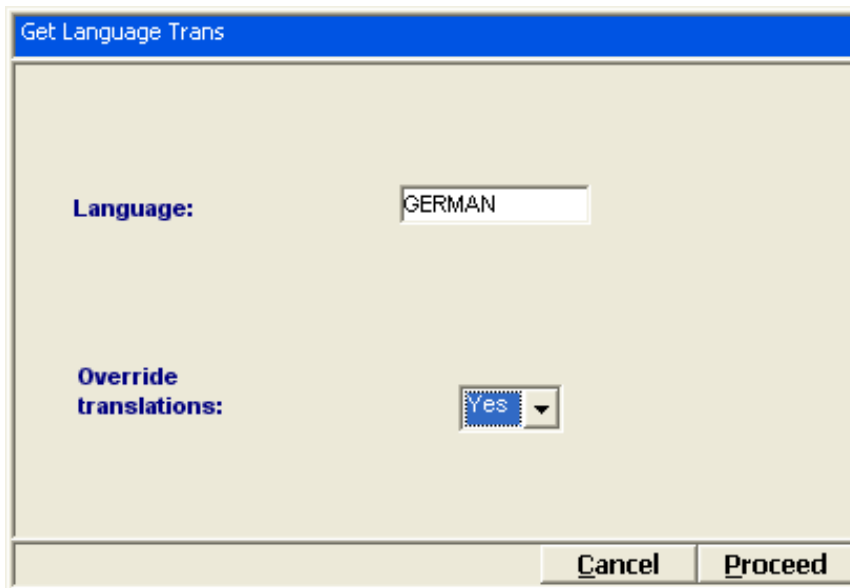 Get Language Trans
Language: GERMAN
Override
translations: Yes
Cancel Proceed